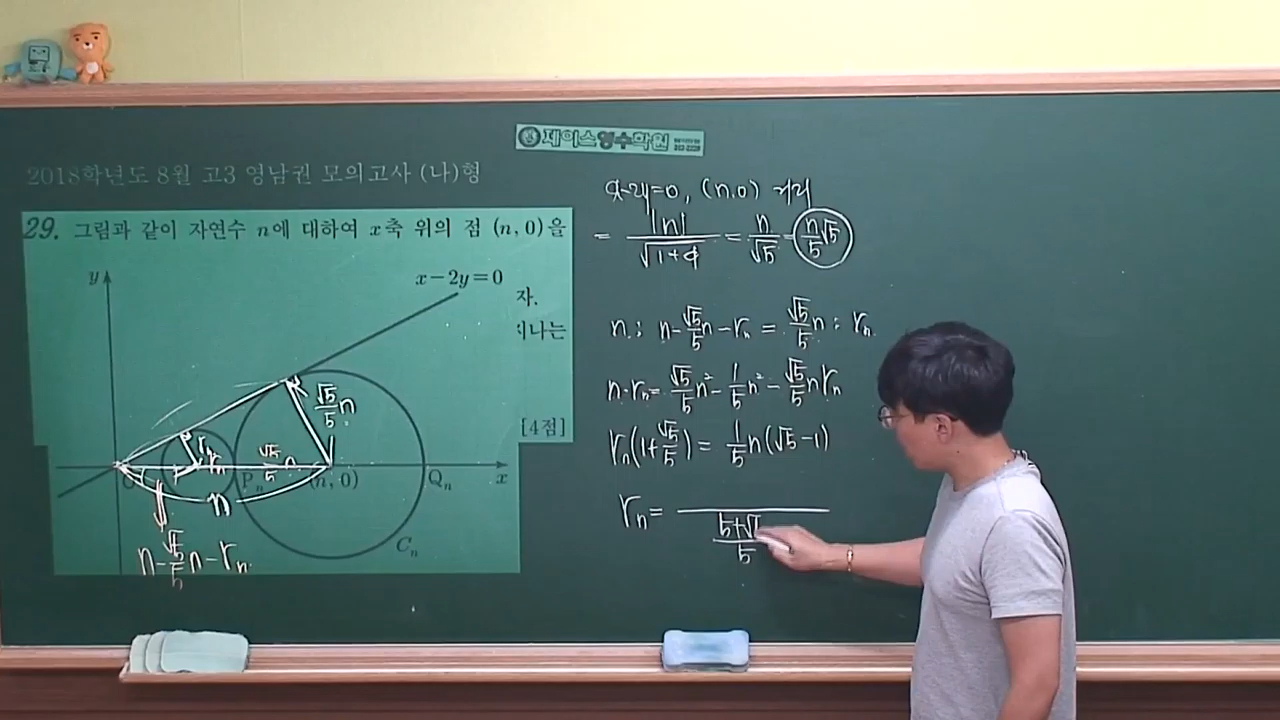 제이스영수학원
2018학년도 8월 고3 영남권 모의고사 (나)형
29. 그림과 같이 자연수 n에 대하여 x축 위의 점 (n, 0)을
자.
나는
[4점]
y
x-2y=0
O
P_n
(n, 0)
Q_n
x
C_n
√5/5 n
r_n
r_n
√5/5 n
n
n-√5/5 n-r_n
x-2y=0, (n,0) 거리
= |n|/√(1+4) = n/√5 = n/5 √5
n : n-√5/5 n-r_n = √5/5 n : r_n
n·r_n = √5/5 n² - 1/5 n² - √5/5 n r_n
r_n(1+√5/5) = 1/5 n(√5-1)
r_n =
5+√
5